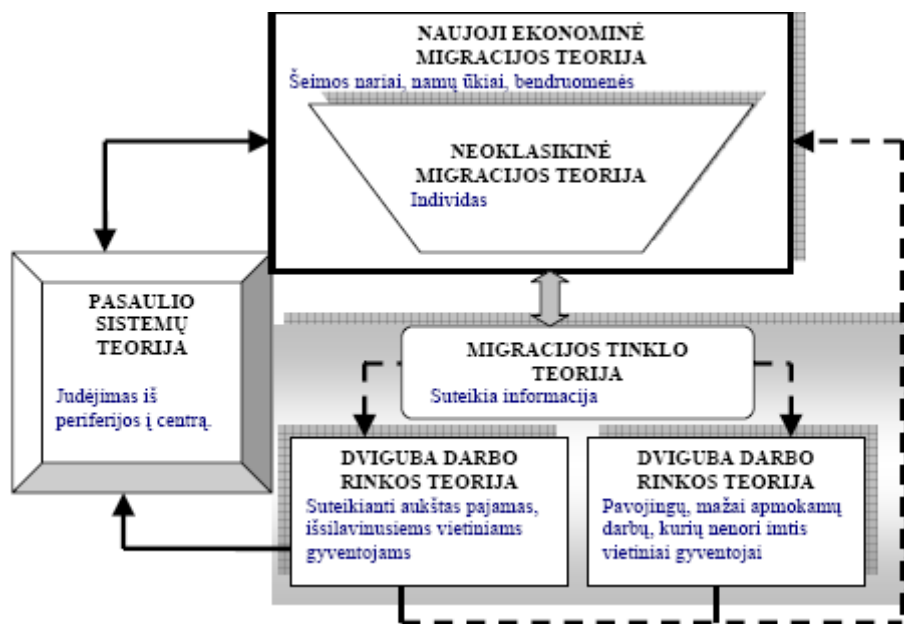 NAUJOJI EKONOMINĖ
MIGRACIJOS TEORIJA
Šeimos nariai, namų ūkiai, bendruomenės
NEOKLASIKINĖ
MIGRACIJOS TEORIJA
Individas
PASAULIO
SISTEMŲ
TEORIJA
Judėjimas iš
periferijos į centrą.
MIGRACIJOS TINKLO
TEORIJA
Suteikia informacija
DVIGUBA DARBO
RINKOS TEORIJA
Suteikianti aukštas pajamas,
išsilavinusiems vietiniams
gyventojams
DVIGUBA DARBO
RINKOS TEORIJA
Pavojingų, mažai apmokamų
darbų, kurių nenori imtis
vietiniai gyventojai